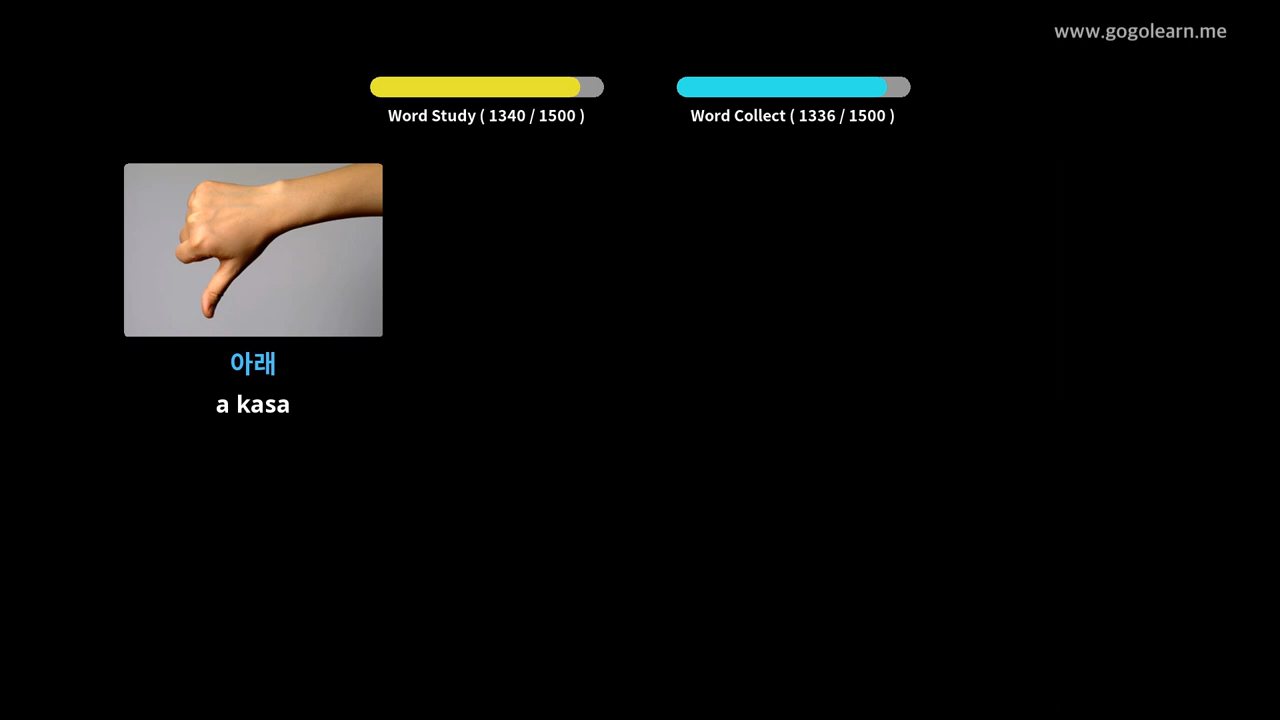 www.gogolearn.me
Word Study ( 1340 / 1500 )
Word Collect ( 1336 / 1500 )
아래
a kasa